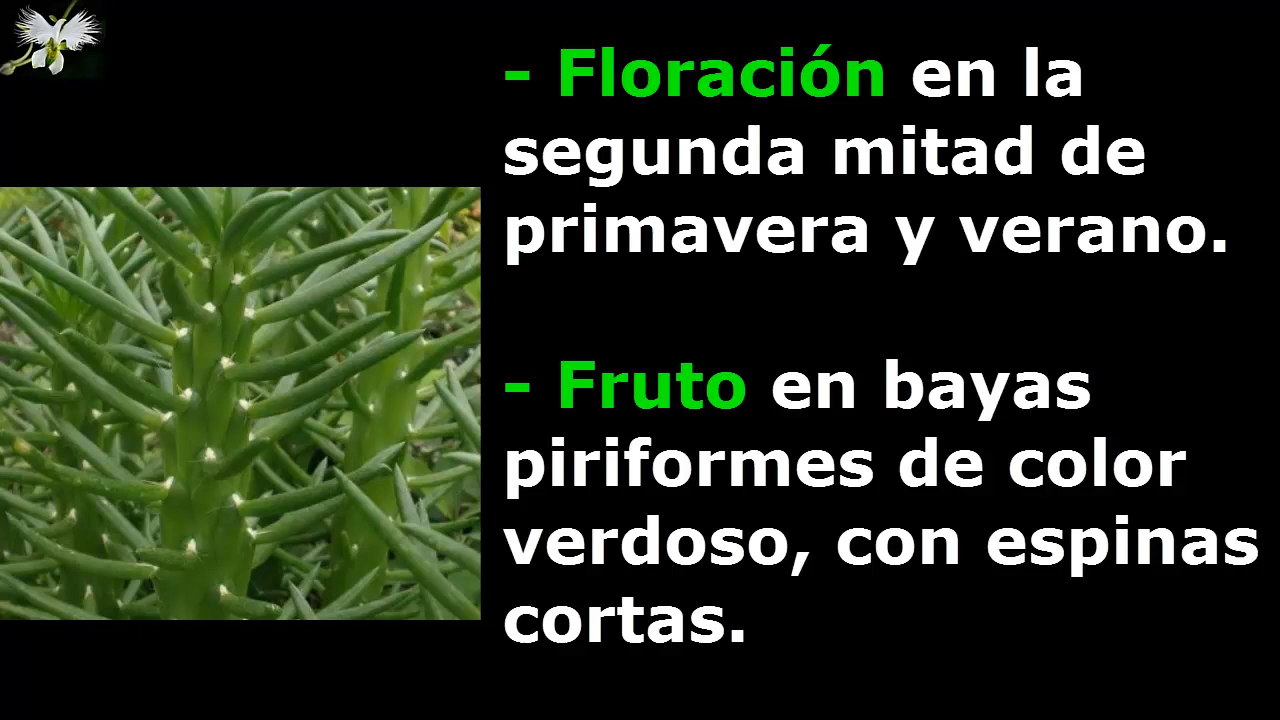 - Floración en la
segunda mitad de
primavera y verano.
- Fruto en bayas
piriformes de color
verdoso, con espinas
cortas.